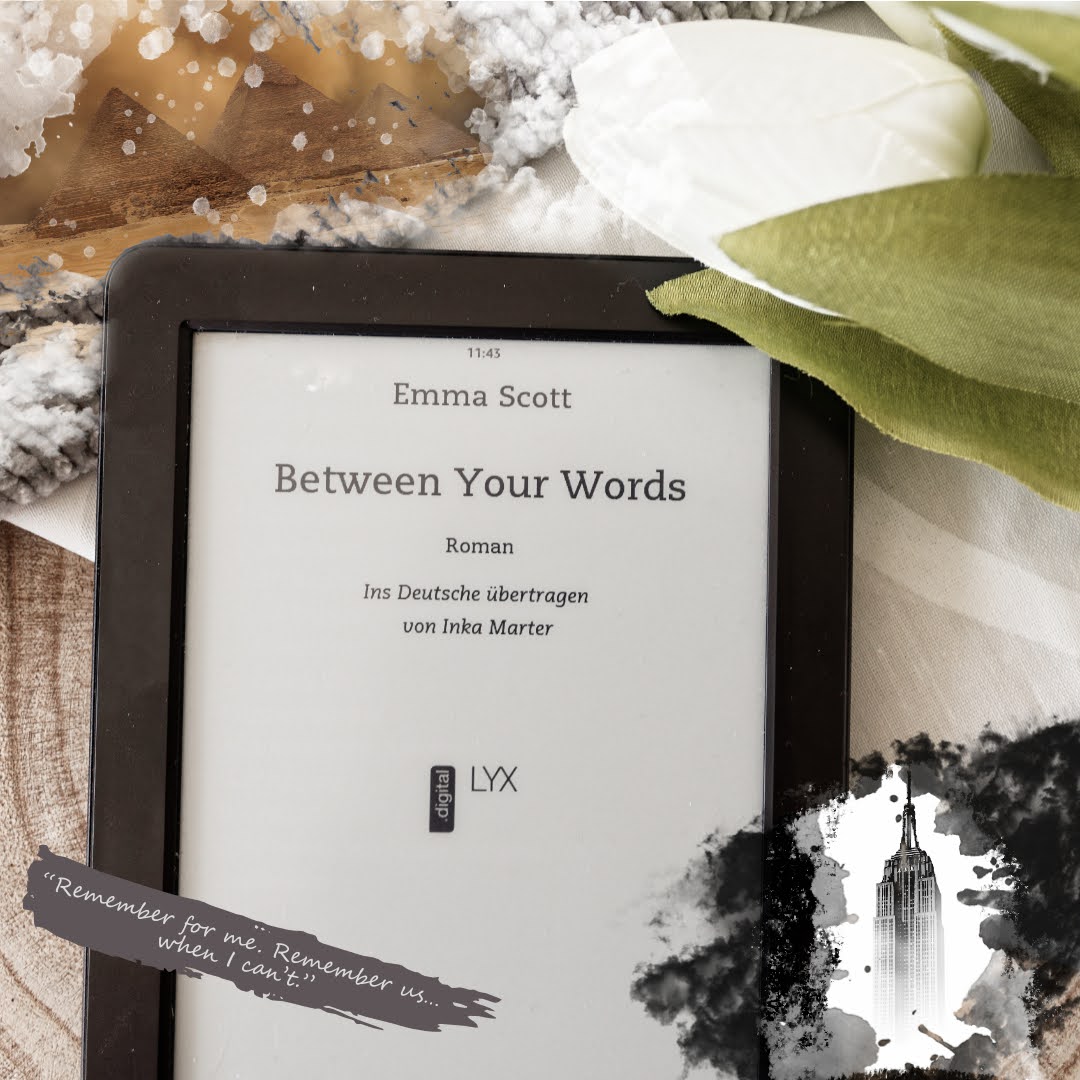 11:43
Emma Scott
Between Your Words
Roman
Ins Deutsche übertragen
von Inka Marter
.digital
LYX
“Remember for me. Remember us...
when I can't.”